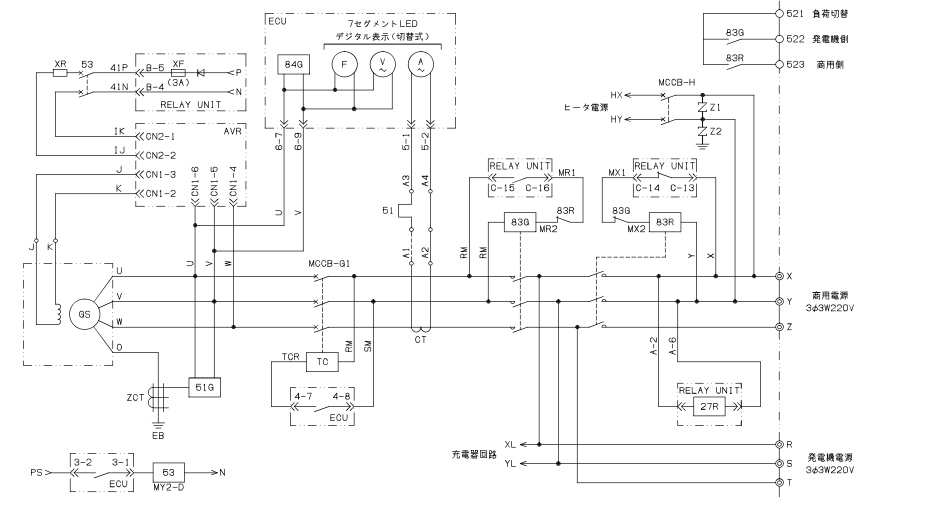 ECU
7セグメントLED
デジタル表示(切替式)
84G
F
V
A
521 負荷切替
83G
522 発電機側
83R
523 商用側
XR
53
41P
B-5
XF
(3A)
P
41N
B-4
N
RELAY UNIT
MCCB-H
HX
ヒータ電源
HY
Z1
Z2
AVR
IK
CN2-1
IJ
CN2-2
J
CN1-3
K
CN1-2
CN1-6
CN1-5
CN1-4
6-7
6-9
5-1
5-2
U
V
A3
A4
51
A1
A2
RELAY UNIT
C-15
C-16
MR1
83G
83R
MR2
RM
RM
RELAY UNIT
MX1
C-14
C-13
83G
83R
MX2
Y
X
J
K
U
V
W
MCCB-G1
GS
U
V
W
O
CT
X
Y
Z
商用電源
3φ3W220V
TCR
TC
RM
SM
4-7
4-8
ECU
A-2
A-6
RELAY UNIT
27R
ZCT
51G
EB
XL
充電器回路
YL
R
S
T
発電機電源
3φ3W220V
PS
3-2
3-1
ECU
53
MY2-D
N